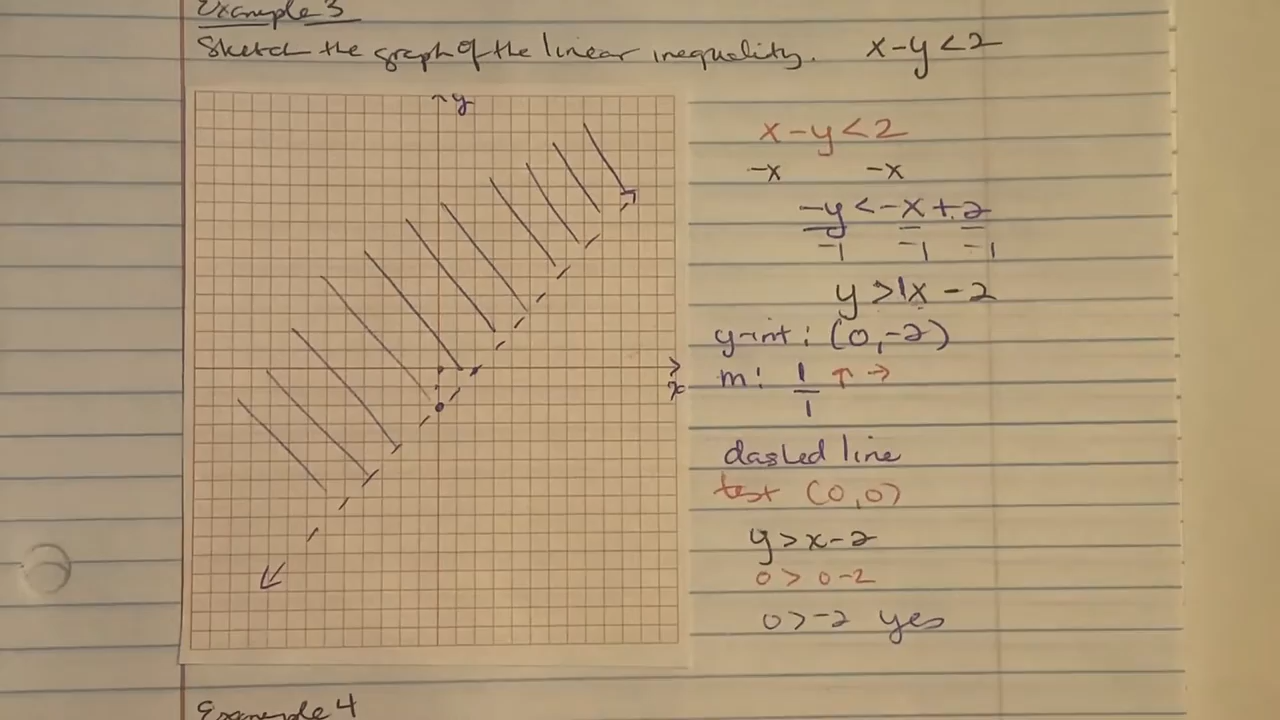 Example 3
Sketch the graph of the linear inequality. x-y<2
y
x
x-y<2
-x -x
-y<-x+2
-1 -1 -1
y>1x-2
y-int: (0,-2)
m: 1/1 ↑ →
dashed line
test (0,0)
y>x-2
0>0-2
0>-2 yes
Example 4